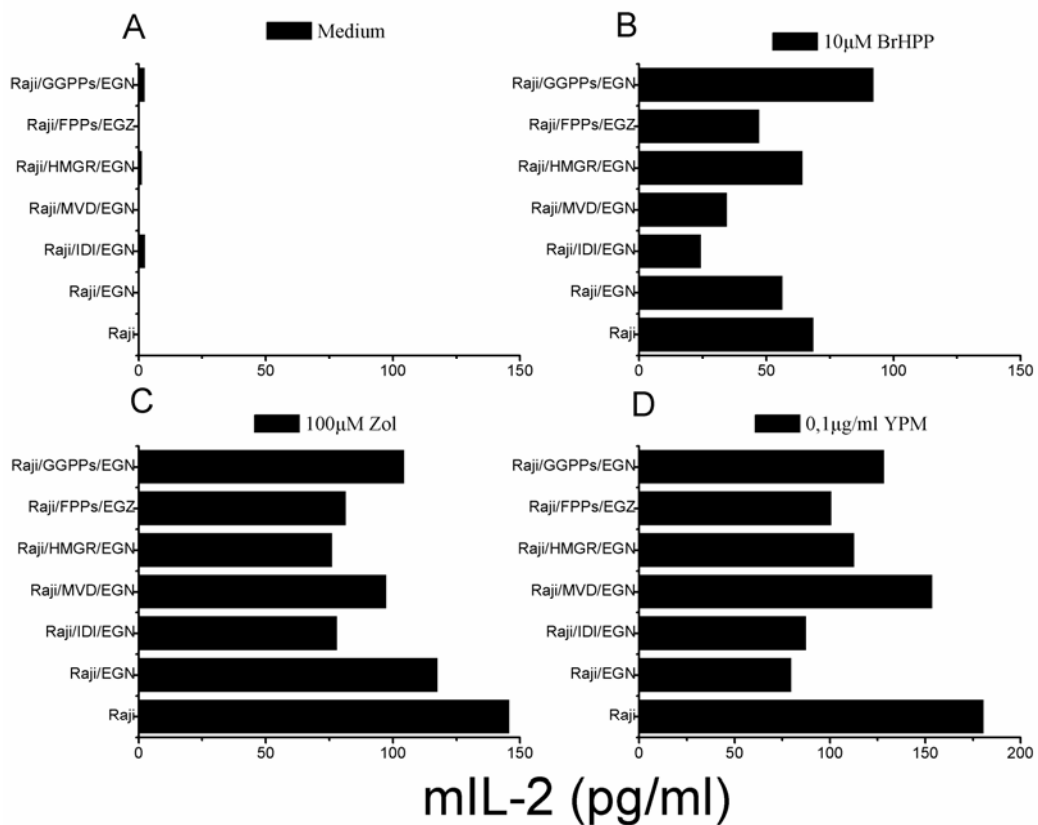 A
Medium
Raji/GGPPs/EGN
Raji/FPPs/EGZ
Raji/HMGR/EGN
Raji/MVD/EGN
Raji/IDI/EGN
Raji/EGN
Raji
0 50 100 150
B
10µM BrHPP
Raji/GGPPs/EGN
Raji/FPPs/EGZ
Raji/HMGR/EGN
Raji/MVD/EGN
Raji/IDI/EGN
Raji/EGN
Raji
0 50 100 150
C
100µM Zol
Raji/GGPPs/EGN
Raji/FPPs/EGZ
Raji/HMGR/EGN
Raji/MVD/EGN
Raji/IDI/EGN
Raji/EGN
Raji
0 50 100 150
D
0,1µg/ml YPM
Raji/GGPPs/EGN
Raji/FPPs/EGZ
Raji/HMGR/EGN
Raji/MVD/EGN
Raji/IDI/EGN
Raji/EGN
Raji
0 50 100 150 200
mIL-2 (pg/ml)